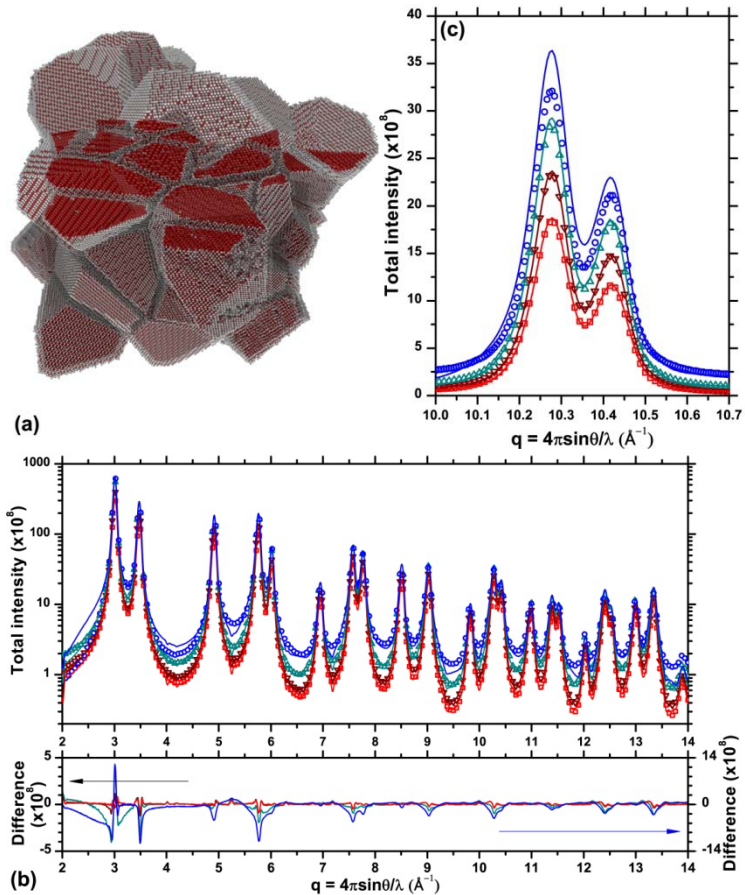 (c)
40
35
30
25
20
15
10
5
0
Total intensity (x10⁸)
10.0 10.1 10.2 10.3 10.4 10.5 10.6 10.7
q = 4πsinθ/λ (Å⁻¹)
(a)
1000
100
10
1
Total intensity (x10⁸)
2 3 4 5 6 7 8 9 10 11 12 13 14
5
0
-5
Difference (x10⁸)
14
0
-14
Difference (x10⁸)
2 3 4 5 6 7 8 9 10 11 12 13 14
(b)
q = 4πsinθ/λ (Å⁻¹)